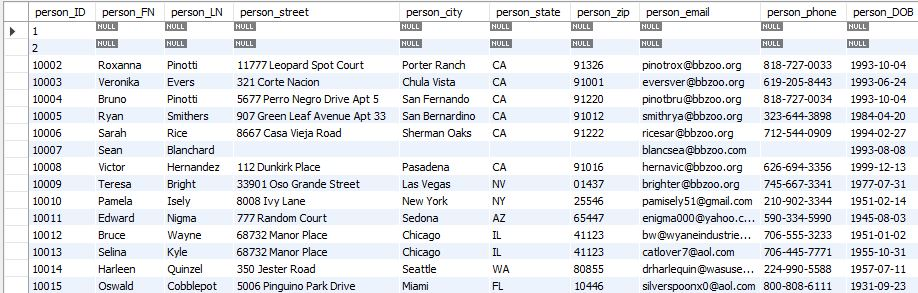 person_ID person_FN person_LN person_street person_city person_state person_zip person_email person_phone person_DOB
1 NULL NULL NULL NULL NULL NULL NULL NULL NULL
2 NULL NULL NULL NULL NULL NULL NULL NULL NULL
10002 Roxanna Pinotti 11777 Leopard Spot Court Porter Ranch CA 91326 pinotrox@bbzoo.org 818-727-0033 1993-10-04
10003 Veronika Evers 321 Corte Nacion Chula Vista CA 91001 eversver@bbzoo.org 619-205-8443 1993-06-24
10004 Bruno Pinotti 5677 Perro Negro Drive Apt 5 San Fernando CA 91220 pinotbru@bbzoo.org 818-727-0034 1993-10-04
10005 Ryan Smithers 907 Green Leaf Avenue Apt 33 San Bernardino CA 91012 smithrya@bbzoo.org 323-644-3898 1984-04-20
10006 Sarah Rice 8667 Casa Vieja Road Sherman Oaks CA 91222 ricesar@bbzoo.org 712-544-0909 1994-02-27
10007 Sean Blanchard blancsea@bbzoo.com 1993-08-08
10008 Victor Hernandez 112 Dunkirk Place Pasadena CA 91016 hernavic@bbzoo.org 626-694-3356 1999-12-13
10009 Teresa Bright 33901 Oso Grande Street Las Vegas NV 01437 brighter@bbzoo.org 745-667-3341 1977-07-31
10010 Pamela Isely 8008 Ivy Lane New York NY 25546 pamisely51@gmail.com 210-902-3344 1951-02-14
10011 Edward Nigma 777 Random Court Sedona AZ 65447 enigma000@yahoo.c... 590-334-5990 1945-08-03
10012 Bruce Wayne 68732 Manor Place Chicago IL 41123 bw@wyaneindustrie... 706-555-3233 1951-01-02
10013 Selina Kyle 68732 Manor Place Chicago IL 41123 catlover7@aol.com 706-445-7771 1955-10-31
10014 Harleen Quinzel 350 Jester Road Seattle WA 80855 drharlequin@wasuse... 224-990-5588 1957-07-11
10015 Oswald Cobblepot 5006 Pinguino Park Drive Miami FL 10446 silverspoonx0@aol.com 800-808-6111 1931-09-23